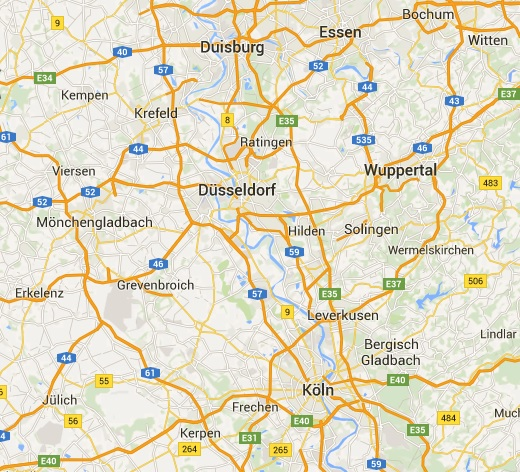 Bochum
9
Essen
Duisburg
Witten
40
52
57
E34
44
Kempen
E37
43
Krefeld
8
E35
61
535
Ratingen
44
46
Viersen
Wuppertal
483
52
Düsseldorf
52
Mönchengladbach
Hilden
Solingen
59
Wermelskirchen
46
506
Grevenbroich
E37
Erkelenz
57
E35
9
Leverkusen
Lindlar
Bergisch
Gladbach
44
61
55
E40
Köln
Jülich
Frechen
Much
56
E40
484
Kerpen
E35
4
E31
264
265
E40
59